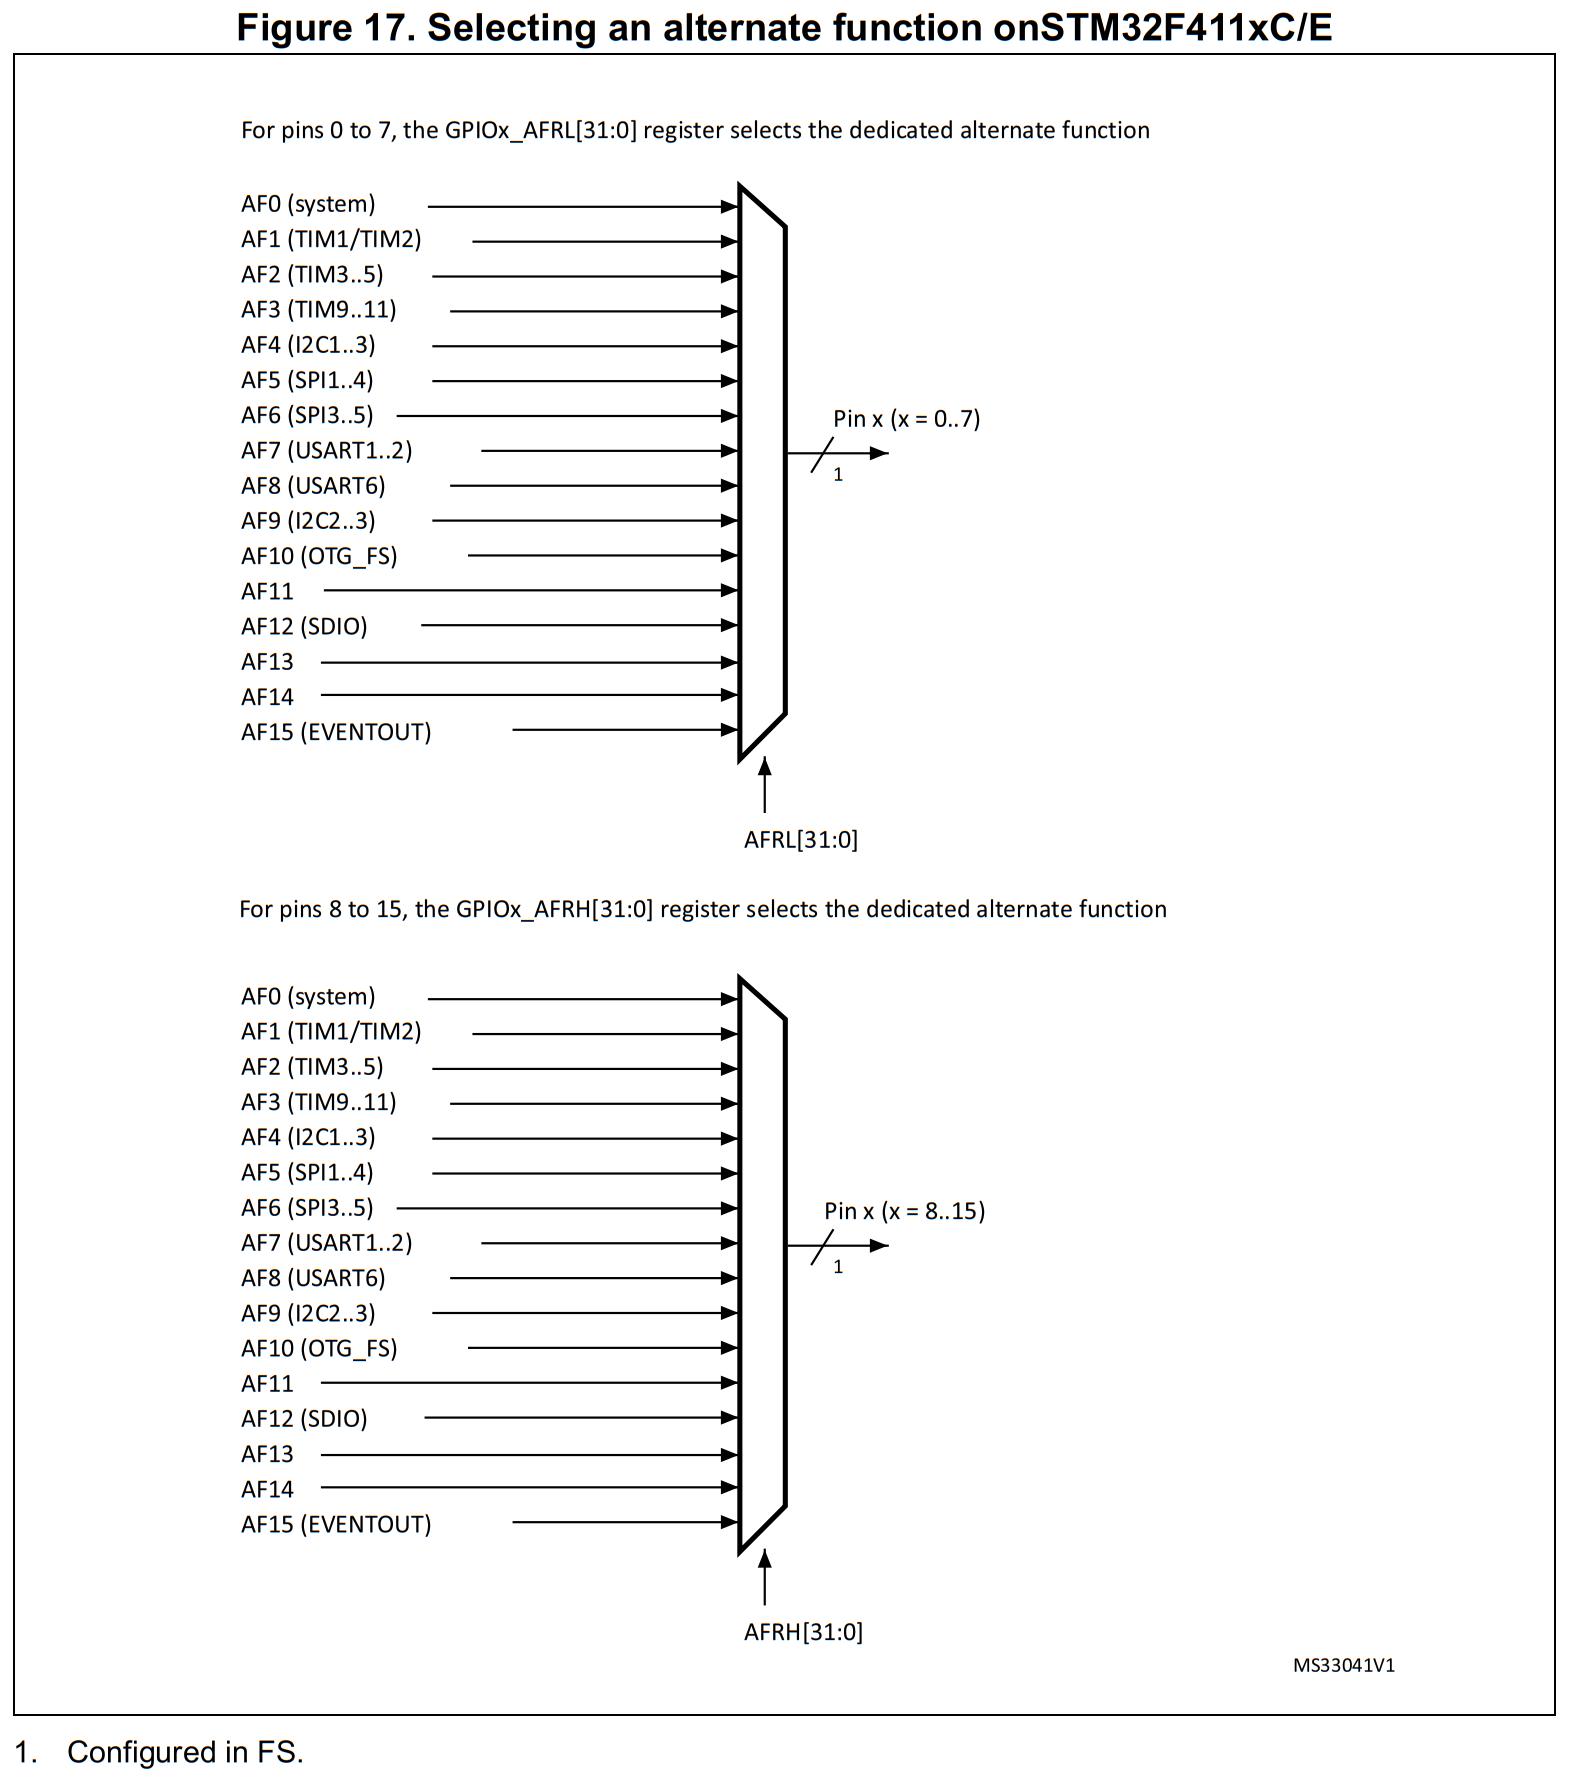 Figure 17. Selecting an alternate function onSTM32F411xC/E
For pins 0 to 7, the GPIOx_AFRL[31:0] register selects the dedicated alternate function
AF0 (system)
AF1 (TIM1/TIM2)
AF2 (TIM3..5)
AF3 (TIM9..11)
AF4 (I2C1..3)
AF5 (SPI1..4)
AF6 (SPI3..5)
AF7 (USART1..2)
AF8 (USART6)
AF9 (I2C2..3)
AF10 (OTG_FS)
AF11
AF12 (SDIO)
AF13
AF14
AF15 (EVENTOUT)
Pin x (x = 0..7)
1
AFRL[31:0]
For pins 8 to 15, the GPIOx_AFRH[31:0] register selects the dedicated alternate function
AF0 (system)
AF1 (TIM1/TIM2)
AF2 (TIM3..5)
AF3 (TIM9..11)
AF4 (I2C1..3)
AF5 (SPI1..4)
AF6 (SPI3..5)
AF7 (USART1..2)
AF8 (USART6)
AF9 (I2C2..3)
AF10 (OTG_FS)
AF11
AF12 (SDIO)
AF13
AF14
AF15 (EVENTOUT)
Pin x (x = 8..15)
1
AFRH[31:0]
MS33041V1
1. Configured in FS.